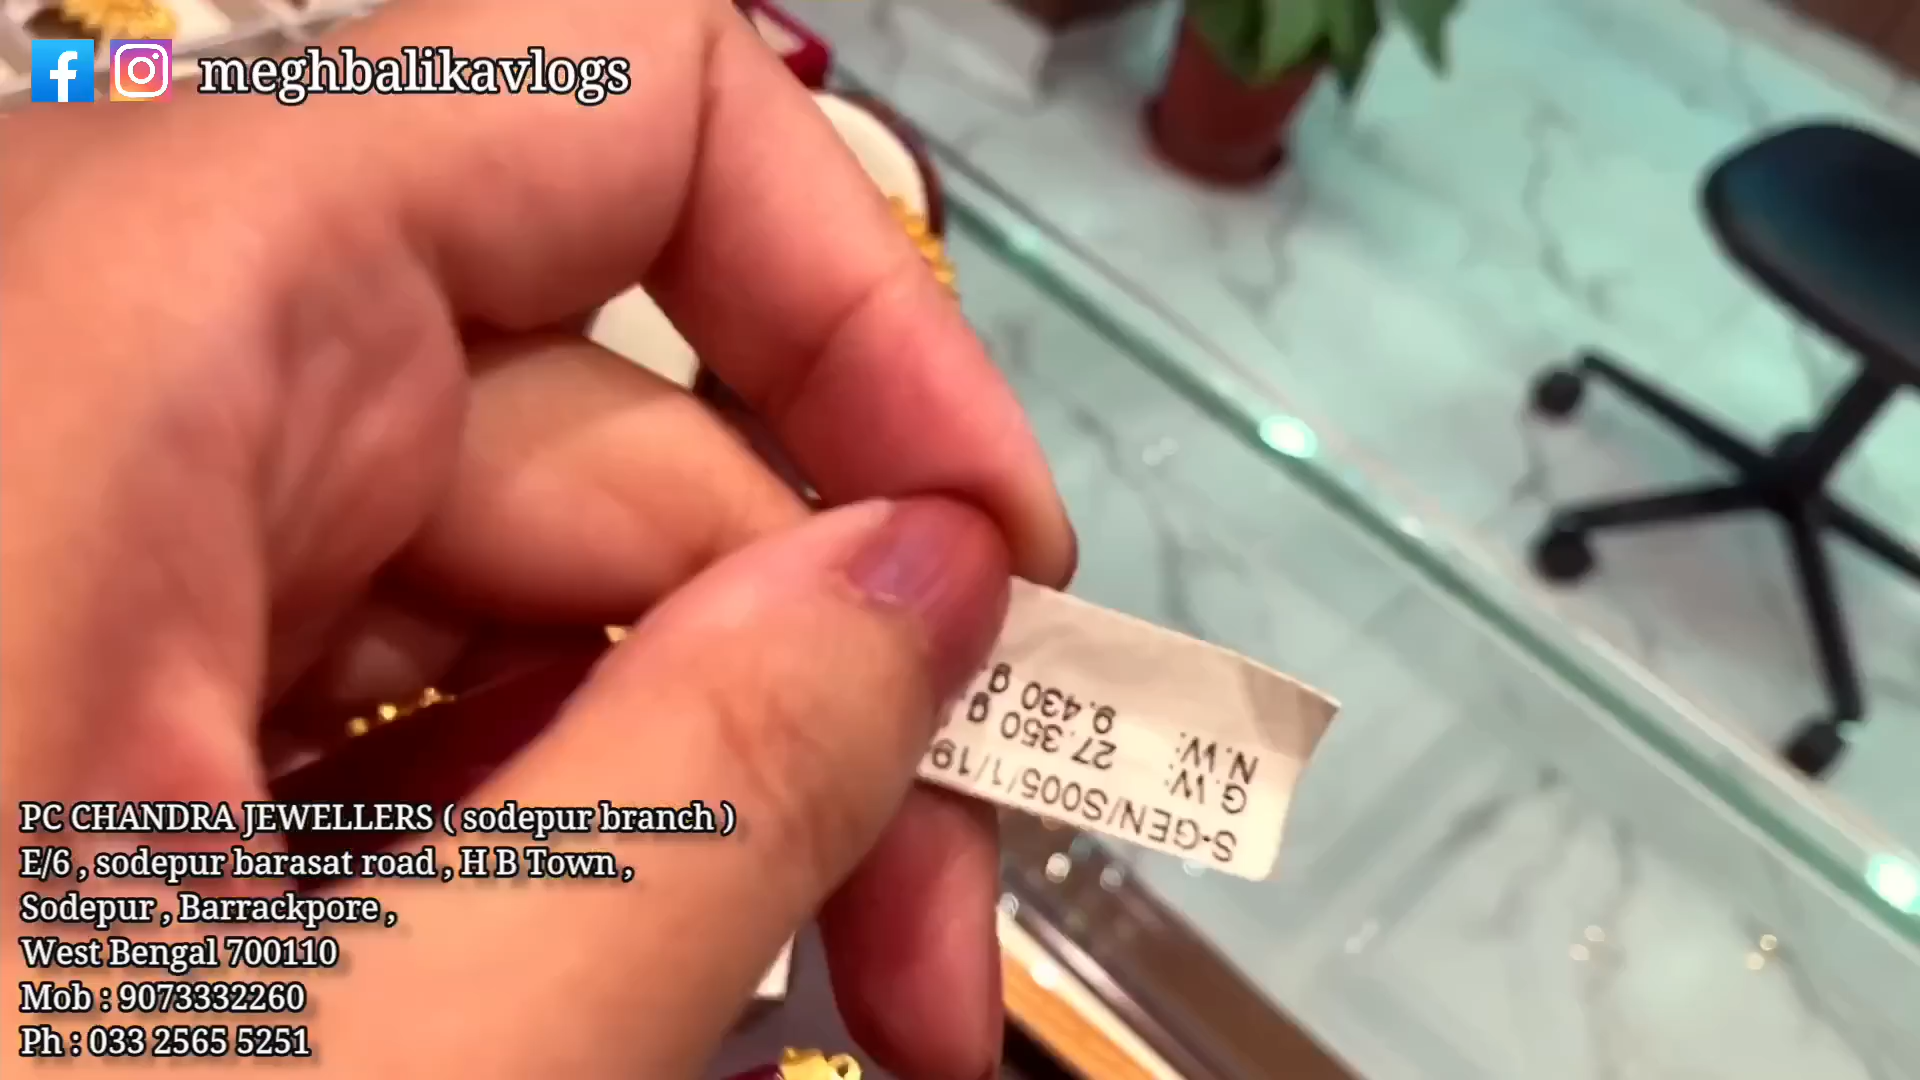 meghbalikavlogs
S-GEN/S005/1/19
G.W: 27.350 g
N.W: 9.430 g
PC CHANDRA JEWELLERS ( sodepur branch )
E/6 , sodepur barasat road , H B Town ,
Sodepur , Barrackpore ,
West Bengal 700110
Mob : 9073332260
Ph : 033 2565 5251